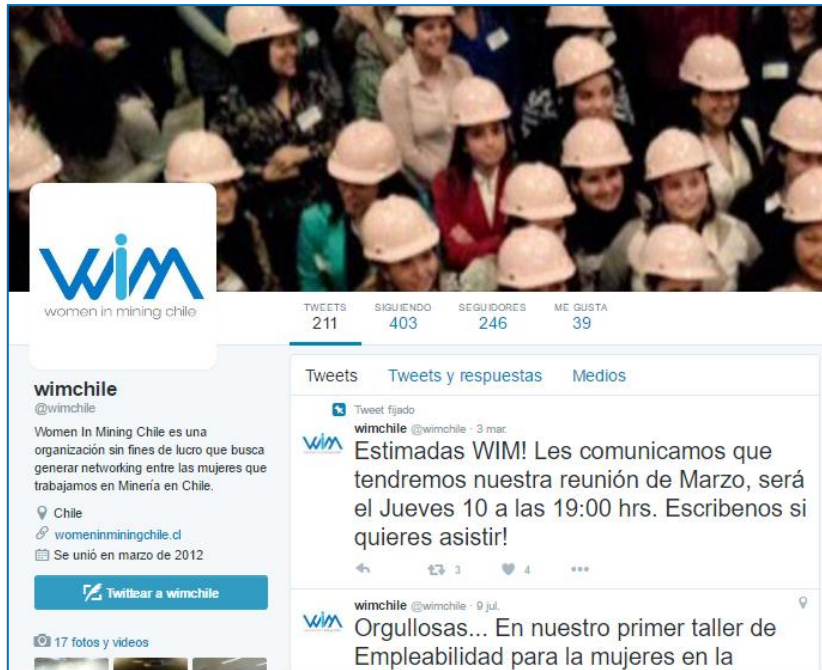 wim
women in mining chile
TWEETS
211
SIGUIENDO
403
SEGUIDORES
246
ME GUSTA
39
wimchile
@wimchile
Women In Mining Chile es una
organización sin fines de lucro que busca
generar networking entre las mujeres que
trabajamos en Minería en Chile.
Chile
womeninminingchile.cl
Se unió en marzo de 2012
Twittear a wimchile
17 fotos y videos
Tweets Tweets y respuestas Medios
Tweet fijado
wim
wimchile @wimchile · 3 mar.
Estimadas WIM! Les comunicamos que
tendremos nuestra reunión de Marzo, será
el Jueves 10 a las 19:00 hrs. Escribenos si
quieres asistir!
3 4
wim
wimchile @wimchile · 9 jul.
Orgullosas... En nuestro primer taller de
Empleabilidad para la mujeres en la